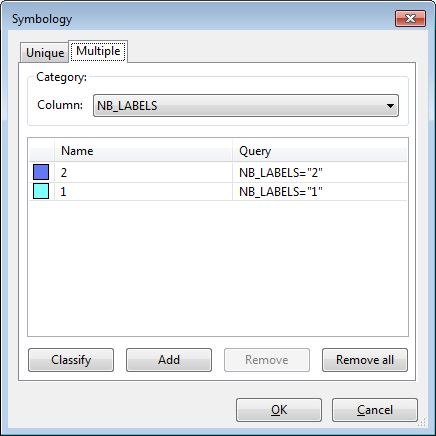 Symbology
Unique Multiple
Category:
Column: NB_LABELS
Name Query
2 NB_LABELS="2"
1 NB_LABELS="1"
Classify Add Remove Remove all
OK Cancel